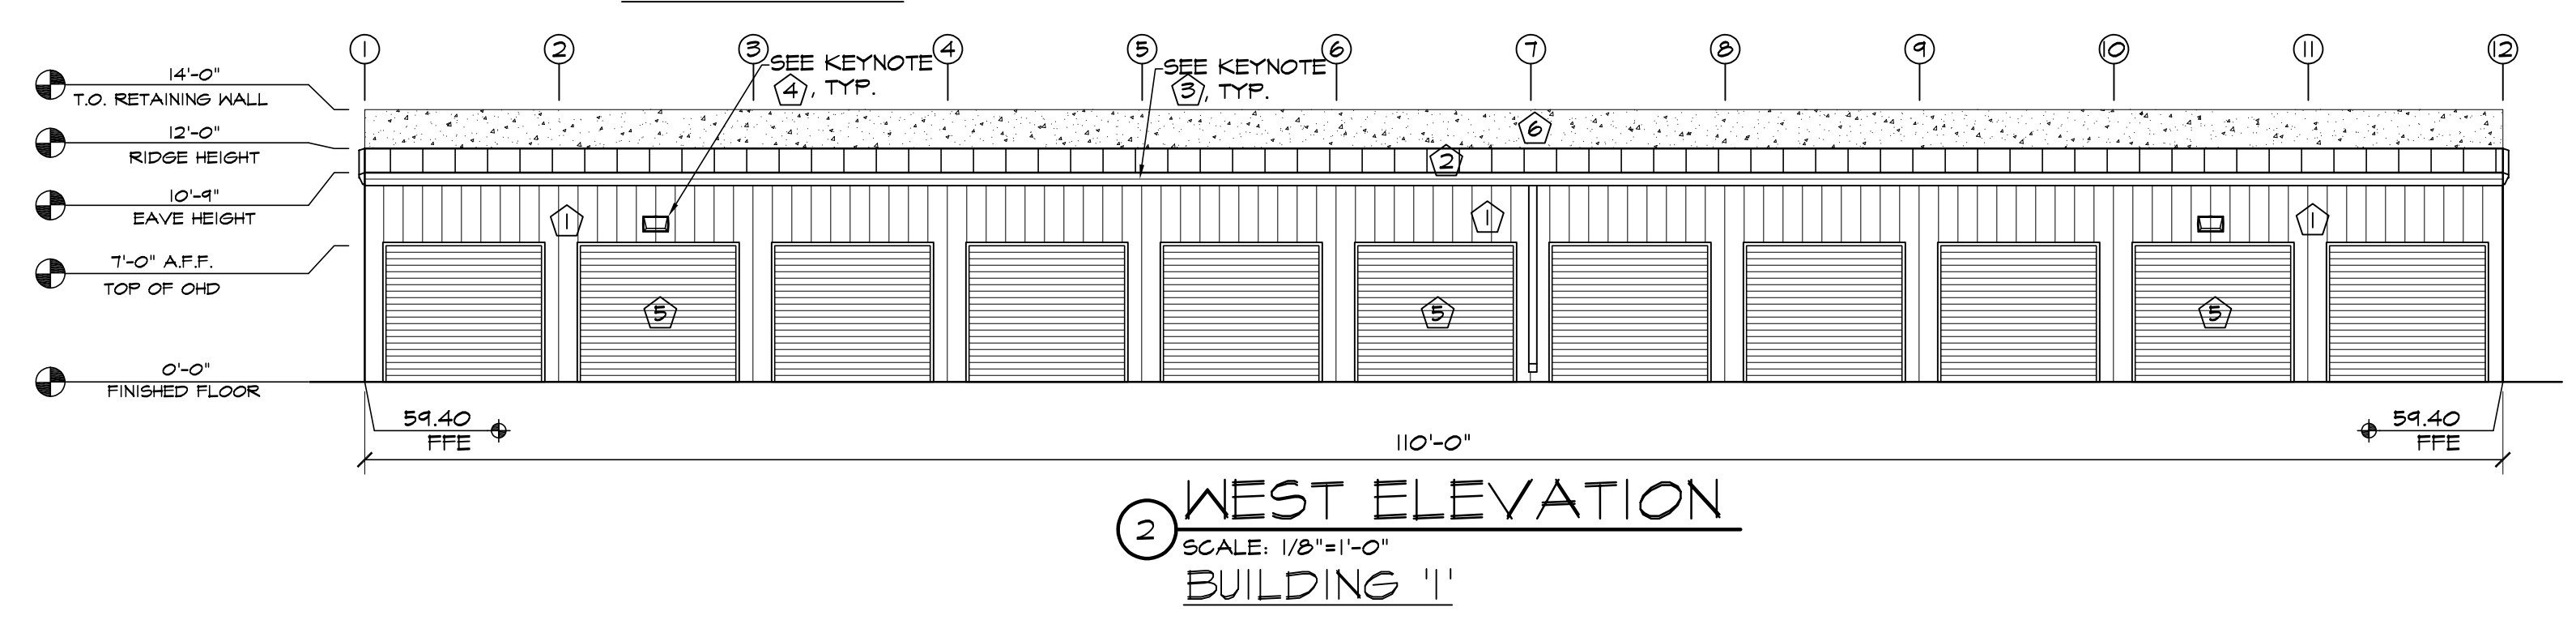 1 2 3 4 5 6 7 8 9 10 11 12
SEE KEYNOTE
4, TYP.
SEE KEYNOTE
3, TYP.
14'-0"
T.O. RETAINING WALL
12'-0"
RIDGE HEIGHT
10'-9"
EAVE HEIGHT
7'-0" A.F.F.
TOP OF OHD
0'-0"
FINISHED FLOOR
6
2
1 1 1
5 5 5
59.40
FFE
59.40
FFE
110'-0"
2 WEST ELEVATION
SCALE: 1/8"=1'-0"
BUILDING '1'